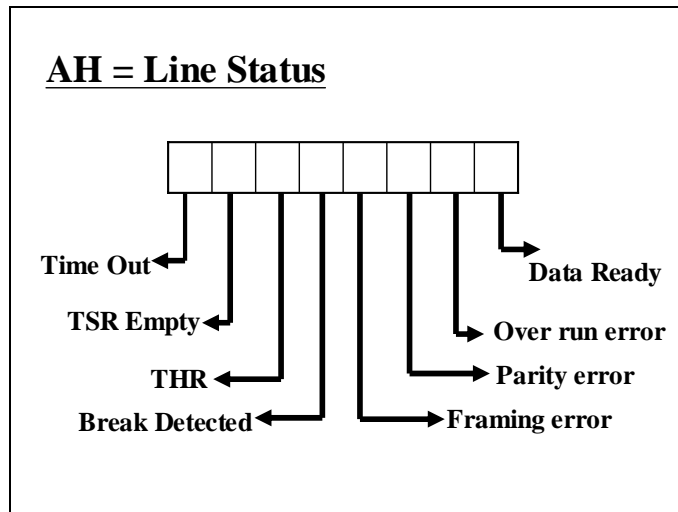 AH = Line Status
Time Out
Data Ready
TSR Empty
Over run error
THR
Parity error
Break Detected
Framing error